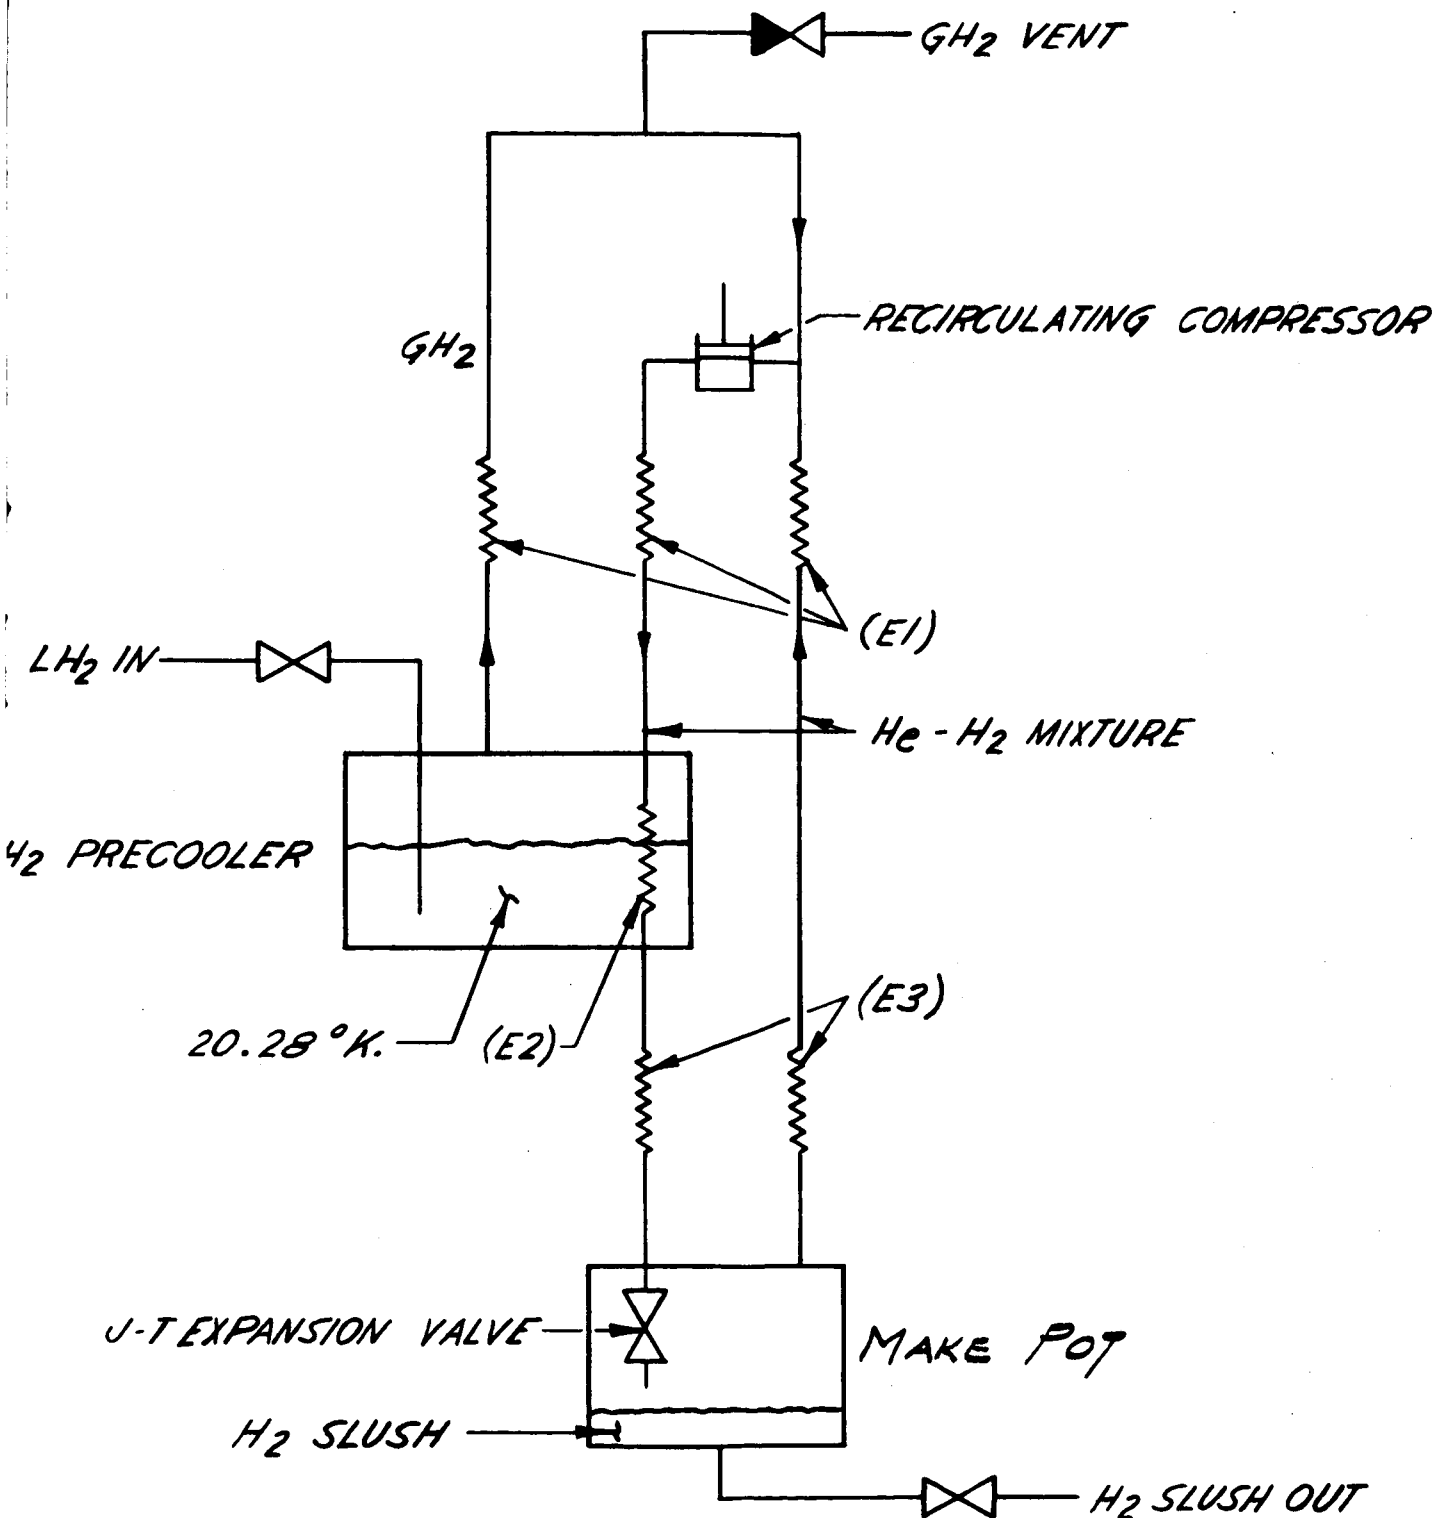 GH2 VENT
RECIRCULATING COMPRESSOR
GH2
(E1)
LH2 IN
He-H2 MIXTURE
H2 PRECOOLER
(E3)
20.28°K.
(E2)
J-T EXPANSION VALVE
MAKE POT
H2 SLUSH
H2 SLUSH OUT